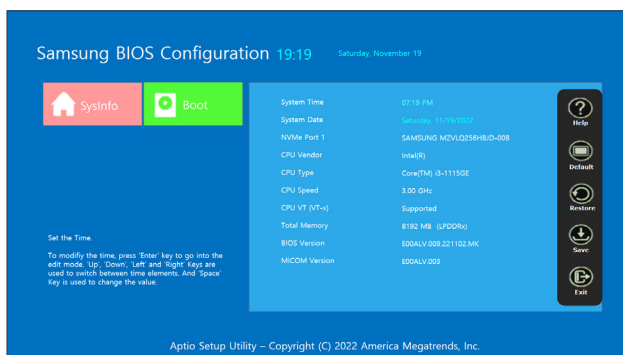 Samsung BIOS Configuration 19:19 Saturday, November 19
SysInfo
Boot
System Time 07:19 PM
System Date Saturday, 11/19/2022
NVMe Port 1 SAMSUNG MZVLQ256HBJD-00B
CPU Vendor Intel(R)
CPU Type Core(TM) i3-1115GE
CPU Speed 3.00 GHz
CPU VT (VT-x) Supported
Total Memory 8192 MB (LPDDRx)
BIOS Version E00ALV.009.221102.MK
MICOM Version E00ALV.003
Set the Time.
To modifiy the time, press 'Enter' key to go into the
edit mode. 'Up', 'Down', 'Left' and 'Right' Keys are
used to switch between time elements. And 'Space'
Key is used to change the value.
Help
Default
Restore
Save
Exit
Aptio Setup Utility – Copyright (C) 2022 America Megatrends, Inc.